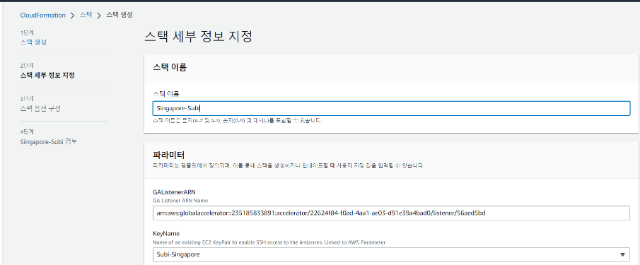 CloudFormation > 스택 > 스택 생성
1단계
스택 생성
2단계
스택 세부 정보 지정
3단계
스택 옵션 구성
4단계
Singapore-Subi 검토
스택 세부 정보 지정
스택 이름
스택 이름
Singapore-Subi
스택 이름은 문자(A-Z 및 a-z), 숫자(0-9) 및 대시(-)를 포함할 수 있습니다.
파라미터
파라미터는 템플릿에서 정의되며, 이를 통해 스택을 생성하거나 업데이트할 때 사용자 지정 값을 입력할 수 있습니다.
GAListenerARN
GA Listener ARN Name
arn:aws:globalaccelerator::235185833891:accelerator/22624f84-f0ad-4aa1-ae03-d91e39a4bad0/listener/56aed5bd
KeyName
Name of an existing EC2 KeyPair to enable SSH access to the instances. Linked to AWS Parameter
Subi-Singapore